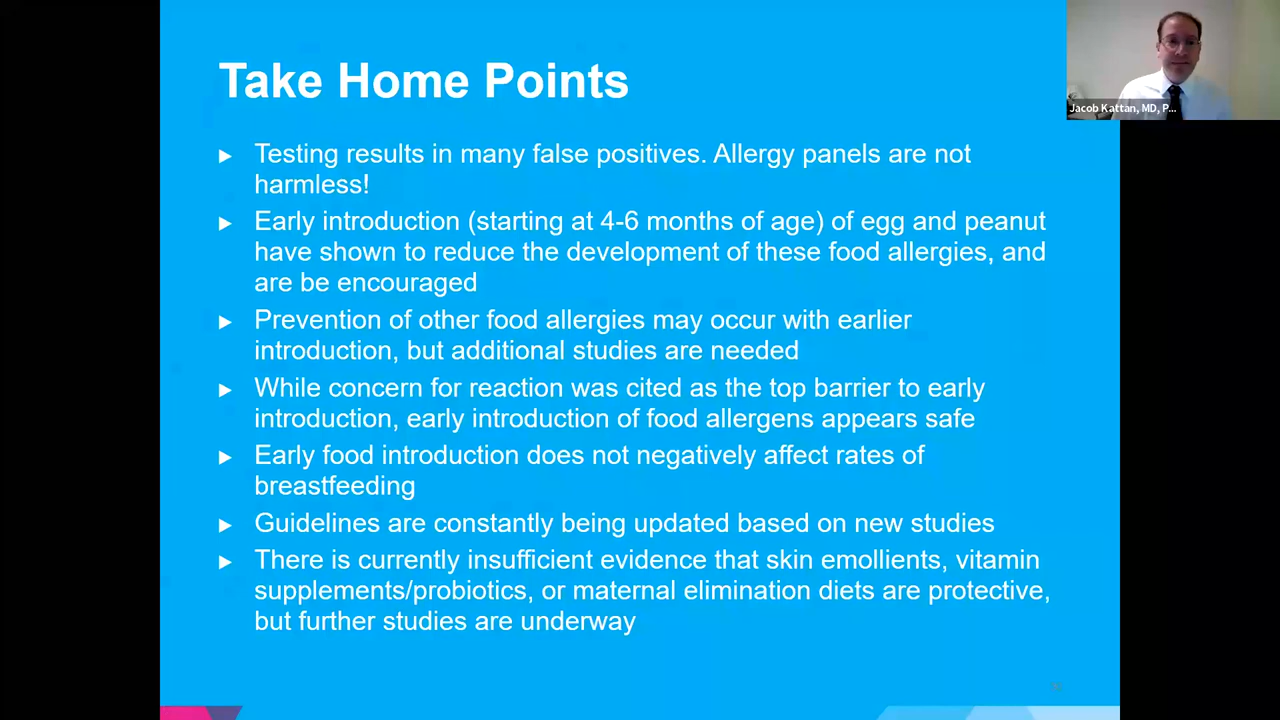 Take Home Points
Jacob Kattan, MD, P...
Testing results in many false positives. Allergy panels are not
harmless!
Early introduction (starting at 4-6 months of age) of egg and peanut
have shown to reduce the development of these food allergies, and
are be encouraged
Prevention of other food allergies may occur with earlier
introduction, but additional studies are needed
While concern for reaction was cited as the top barrier to early
introduction, early introduction of food allergens appears safe
Early food introduction does not negatively affect rates of
breastfeeding
Guidelines are constantly being updated based on new studies
There is currently insufficient evidence that skin emollients, vitamin
supplements/probiotics, or maternal elimination diets are protective,
but further studies are underway